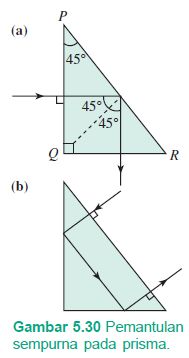 P
(a)
45°
45°
45°
Q
R
(b)
Gambar 5.30 Pemantulan
sempurna pada prisma.